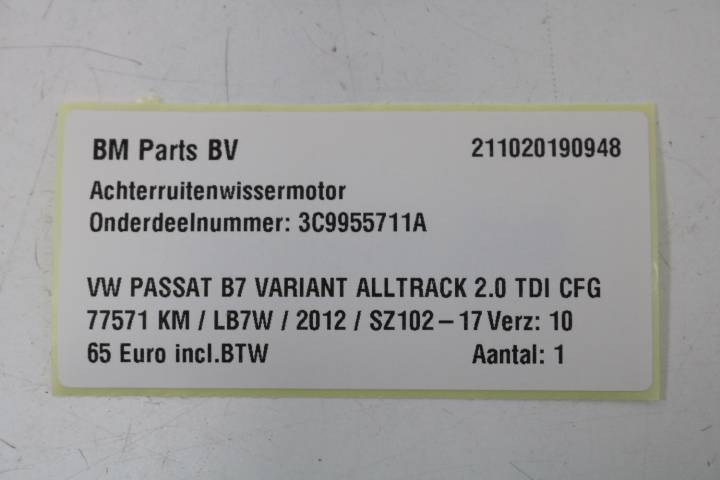 BM Parts BV 211020190948
Achterruitenwissermotor
Onderdeelnummer: 3C9955711A
VW PASSAT B7 VARIANT ALLTRACK 2.0 TDI CFG
77571 KM / LB7W / 2012 / SZ102-17 Verz: 10
65 Euro incl.BTW Aantal: 1